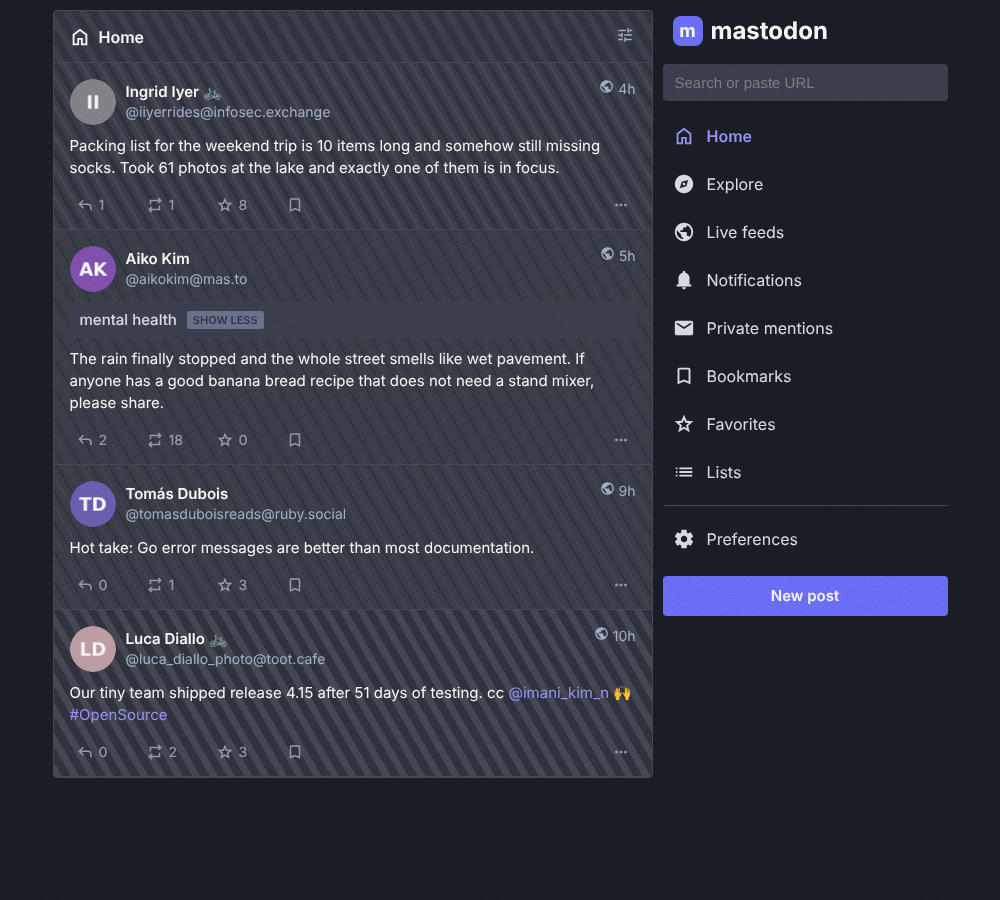 Home
II
Ingrid Iyer 🚲
4h
@iiyerrides@infosec.exchange
Packing list for the weekend trip is 10 items long and somehow still missing
socks. Took 61 photos at the lake and exactly one of them is in focus.
1 1 8
AK
Aiko Kim
5h
@aikokim@mas.to
mental health SHOW LESS
The rain finally stopped and the whole street smells like wet pavement. If
anyone has a good banana bread recipe that does not need a stand mixer,
please share.
2 18 0
TD
Tomás Dubois
9h
@tomasduboisreads@ruby.social
Hot take: Go error messages are better than most documentation.
0 1 3
LD
Luca Diallo 🚲
10h
@luca_diallo_photo@toot.cafe
Our tiny team shipped release 4.15 after 51 days of testing. cc @imani_kim_n 🙌
#OpenSource
0 2 3
m mastodon
Search or paste URL
Home
Explore
Live feeds
Notifications
Private mentions
Bookmarks
Favorites
Lists
Preferences
New post